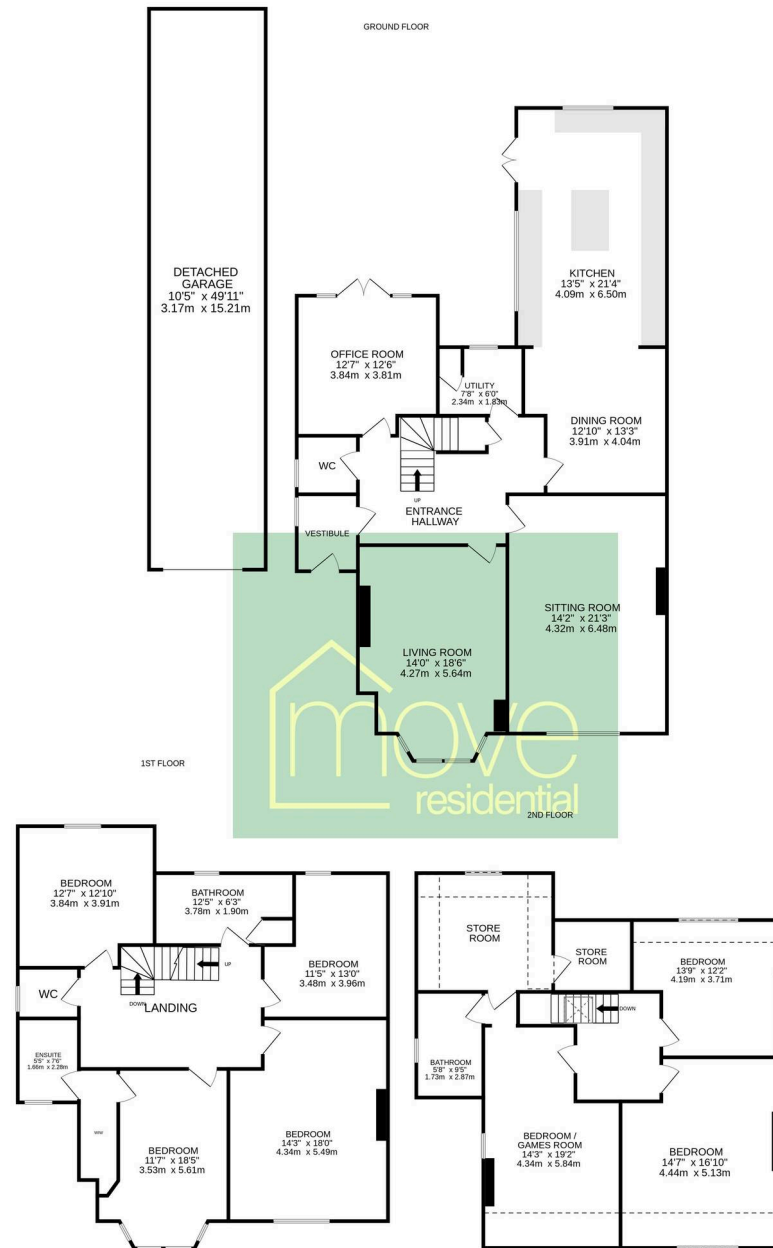 GROUND FLOOR
DETACHED
GARAGE
10'5" x 49'11"
3.17m x 15.21m
KITCHEN
13'5" x 21'4"
4.09m x 6.50m
OFFICE ROOM
12'7" x 12'6"
3.84m x 3.81m
UTILITY
7'8" x 6'0"
2.34m x 1.83m
DINING ROOM
12'10" x 13'3"
3.91m x 4.04m
WC
UP
ENTRANCE
HALLWAY
VESTIBULE
SITTING ROOM
14'2" x 21'3"
4.32m x 6.48m
LIVING ROOM
14'0" x 18'6"
4.27m x 5.64m
move
residential
1ST FLOOR
BEDROOM
12'7" x 12'10"
3.84m x 3.91m
BATHROOM
12'5" x 6'3"
3.78m x 1.90m
BEDROOM
11'5" x 13'0"
3.48m x 3.96m
UP
WC
DOWN
LANDING
ENSUITE
5'5" x 7'6"
1.66m x 2.28m
BEDROOM
11'7" x 18'5"
3.53m x 5.61m
BEDROOM
14'3" x 18'0"
4.34m x 5.49m
2ND FLOOR
STORE
ROOM
STORE
ROOM
BEDROOM
13'9" x 12'2"
4.19m x 3.71m
DOWN
BATHROOM
5'8" x 9'5"
1.73m x 2.87m
BEDROOM /
GAMES ROOM
14'3" x 19'2"
4.34m x 5.84m
BEDROOM
14'7" x 16'10"
4.44m x 5.13m